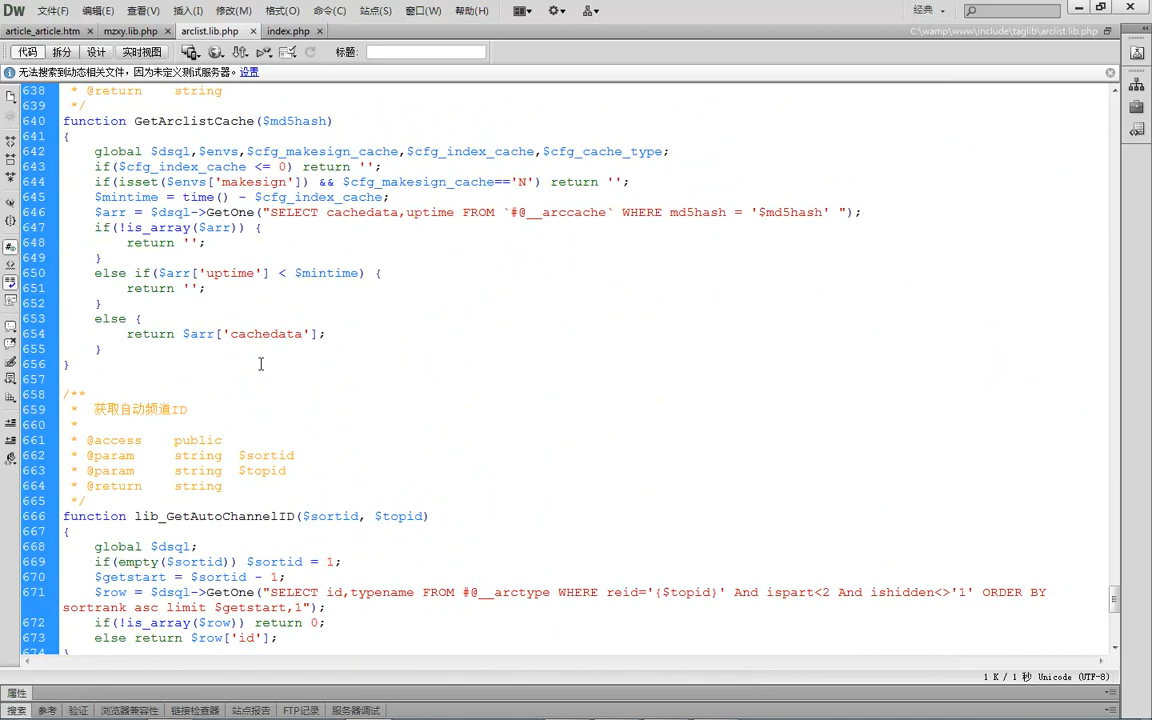 Dw 文件(F) 编辑(E) 查看(V) 插入(I) 修改(M) 格式(O) 命令(C) 站点(S) 窗口(W) 帮助(H) 经典
article_article.htm × mzxy.lib.php × arclist.lib.php × index.php × C:\wamp\www\include\taglib\arclist.lib.php
代码 拆分 设计 实时视图 标题:
无法搜索到动态相关文件，因为未定义测试服务器。设置
638 * @return string
639 */
640 function GetArclistCache($md5hash)
641 {
642 global $dsql,$envs,$cfg_makesign_cache,$cfg_index_cache,$cfg_cache_type;
643 if($cfg_index_cache <= 0) return '';
644 if(isset($envs['makesign']) && $cfg_makesign_cache=='N') return '';
645 $mintime = time() - $cfg_index_cache;
646 $arr = $dsql->GetOne("SELECT cachedata,uptime FROM `#@__arccache` WHERE md5hash = '$md5hash' ");
647 if(!is_array($arr)) {
648 return '';
649 }
650 else if($arr['uptime'] < $mintime) {
651 return '';
652 }
653 else {
654 return $arr['cachedata'];
655 }
656 }
657
658 /**
659 * 获取自动频道ID
660 *
661 * @access public
662 * @param string $sortid
663 * @param string $topid
664 * @return string
665 */
666 function lib_GetAutoChannelID($sortid, $topid)
667 {
668 global $dsql;
669 if(empty($sortid)) $sortid = 1;
670 $getstart = $sortid - 1;
671 $row = $dsql->GetOne("SELECT id,typename FROM #@__arctype WHERE reid='{$topid}' And ispart<2 And ishidden<>'1' ORDER BY
sortrank asc limit $getstart,1");
672 if(!is_array($row)) return 0;
673 else return $row['id'];
674 }
1 K / 1 秒 Unicode (UTF-8)
属性
搜索 参考 验证 浏览器兼容性 链接检查器 站点报告 FTP记录 服务器调试